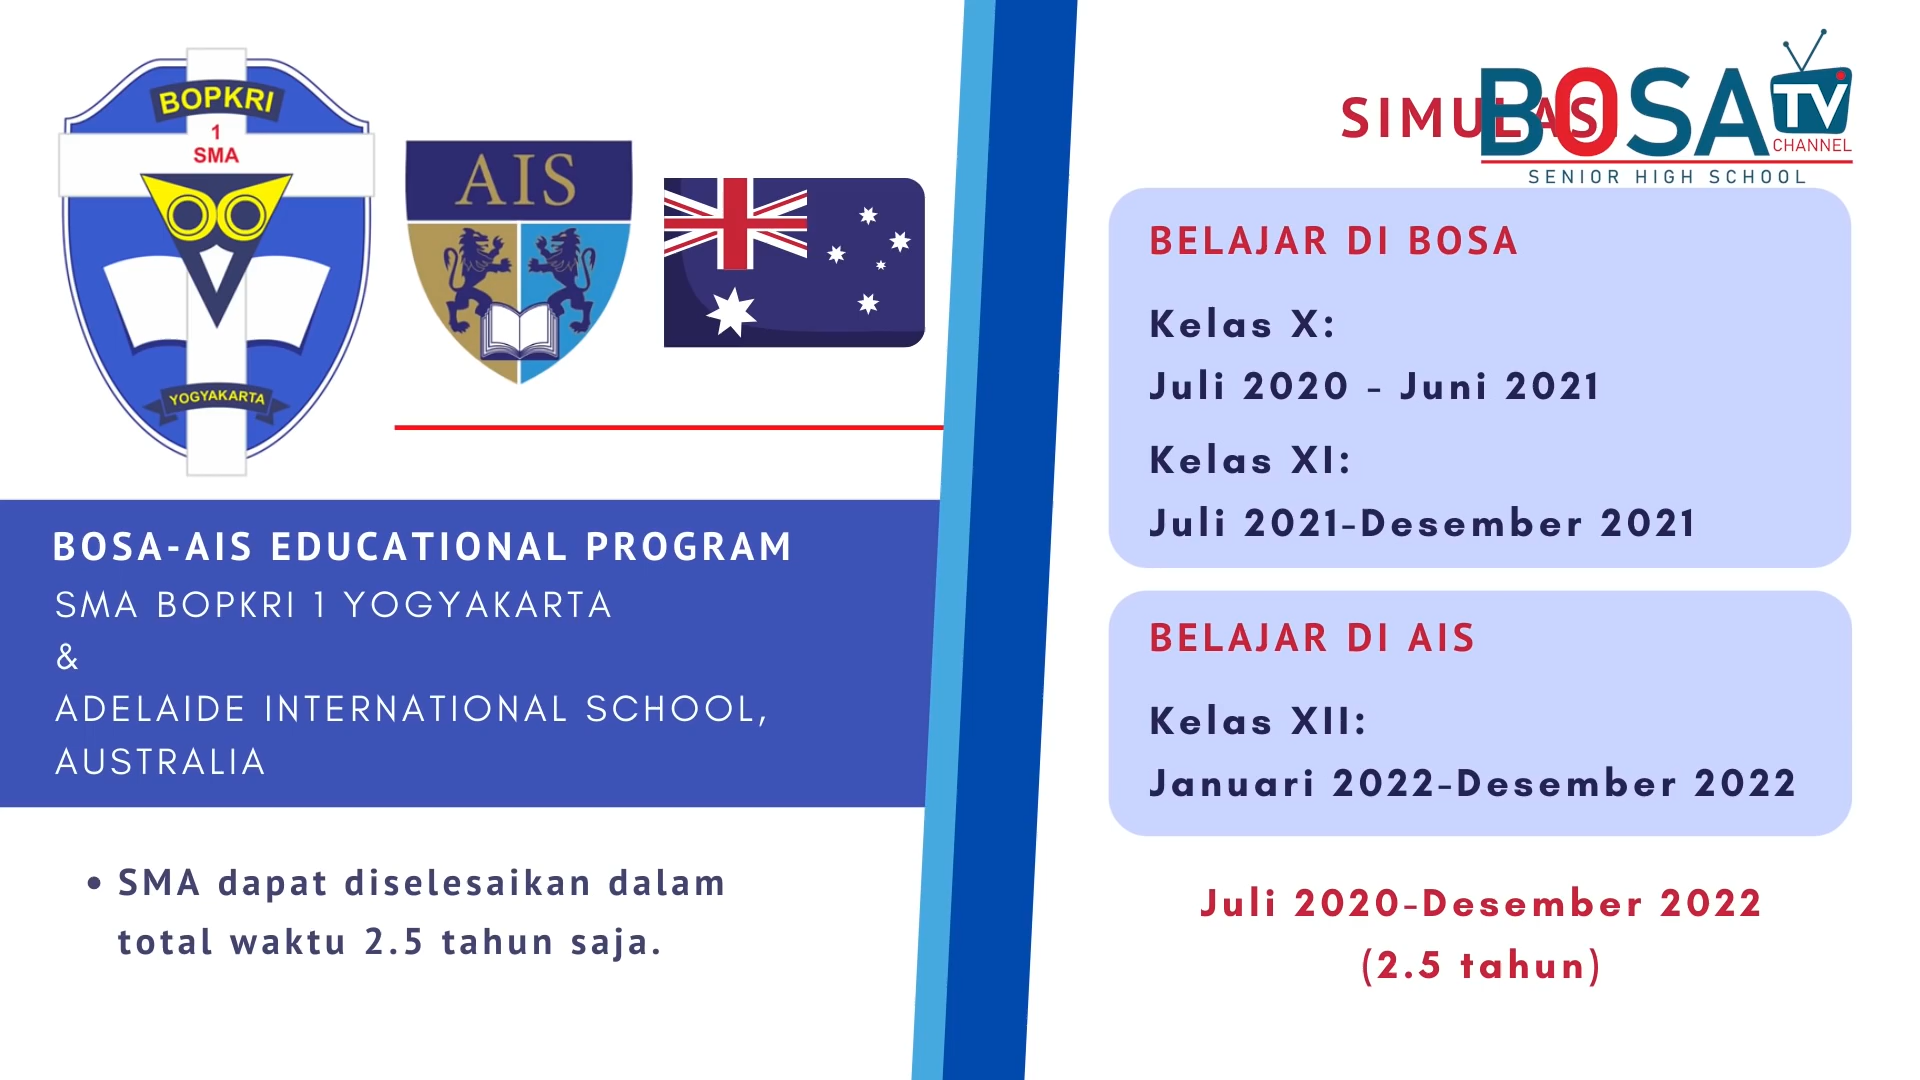 BOPKRI
1
SMA
YOGYAKARTA
AIS
BOSA-AIS EDUCATIONAL PROGRAM
SMA BOPKRI 1 YOGYAKARTA
&
ADELAIDE INTERNATIONAL SCHOOL,
AUSTRALIA
• SMA dapat diselesaikan dalam
total waktu 2.5 tahun saja.
SIMULASI
BOSA TV
CHANNEL
SENIOR HIGH SCHOOL
BELAJAR DI BOSA
Kelas X:
Juli 2020 - Juni 2021
Kelas XI:
Juli 2021-Desember 2021
BELAJAR DI AIS
Kelas XII:
Januari 2022-Desember 2022
Juli 2020-Desember 2022
(2.5 tahun)